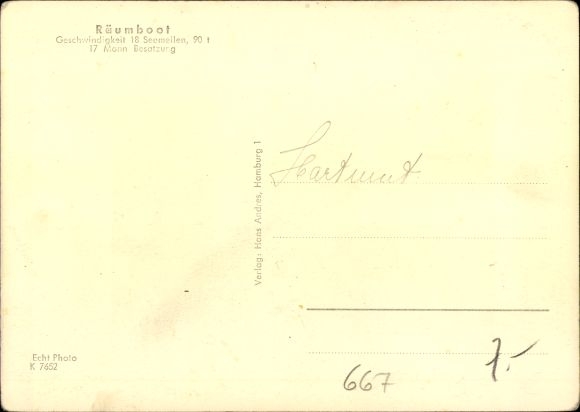 Räumboot
Geschwindigkeit 18 Seemeilen, 90 t
17 Mann Besatzung
Verlag: Hans Andres, Hamburg 1
Hartmut
Echt Photo
K 7652
667
7.-